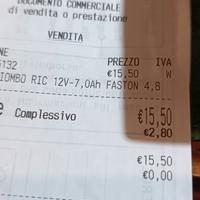 DOCUMENTO COMMERCIALE
di vendita o prestazione
VENDITA
NE PREZZO IVA
5132 €15,50 W
IOMBO RIC 12V-7,0Ah FASTON 4,8
e Complessivo €15,50
€2,80
€15,50
€0,00